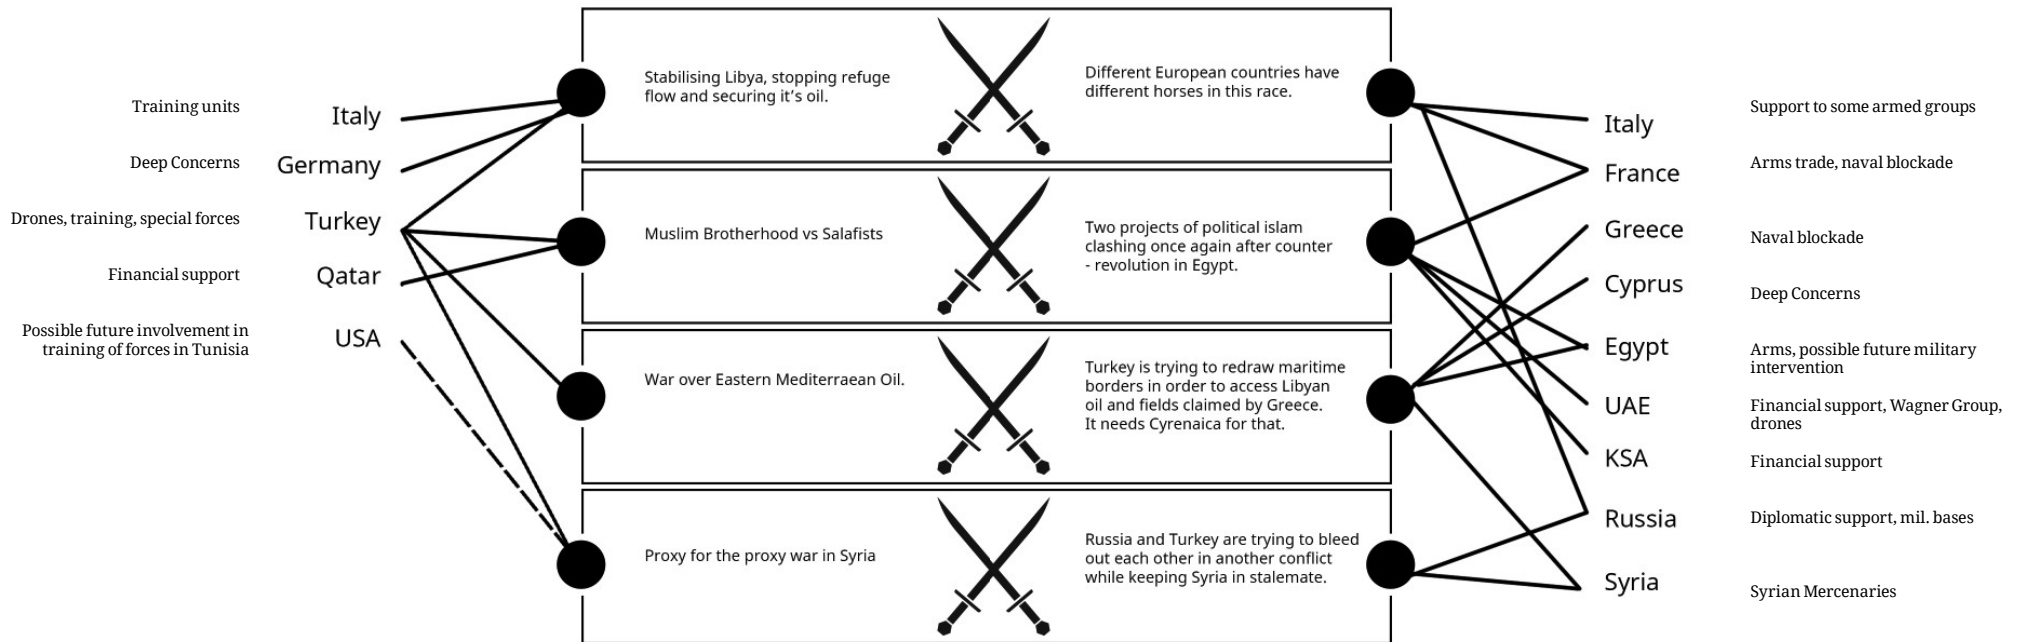 Training units
Deep Concerns
Drones, training, special forces
Financial support
Possible future involvement in
training of forces in Tunisia
Italy
Germany
Turkey
Qatar
USA
Stabilising Libya, stopping refuge
flow and securing it’s oil.
Different European countries have
different horses in this race.
Muslim Brotherhood vs Salafists
Two projects of political islam
clashing once again after counter
- revolution in Egypt.
War over Eastern Mediterraean Oil.
Turkey is trying to redraw maritime
borders in order to access Libyan
oil and fields claimed by Greece.
It needs Cyrenaica for that.
Proxy for the proxy war in Syria
Russia and Turkey are trying to bleed
out each other in another conflict
while keeping Syria in stalemate.
Italy
France
Greece
Cyprus
Egypt
UAE
KSA
Russia
Syria
Support to some armed groups
Arms trade, naval blockade
Naval blockade
Deep Concerns
Arms, possible future military
intervention
Financial support, Wagner Group,
drones
Financial support
Diplomatic support, mil. bases
Syrian Mercenaries